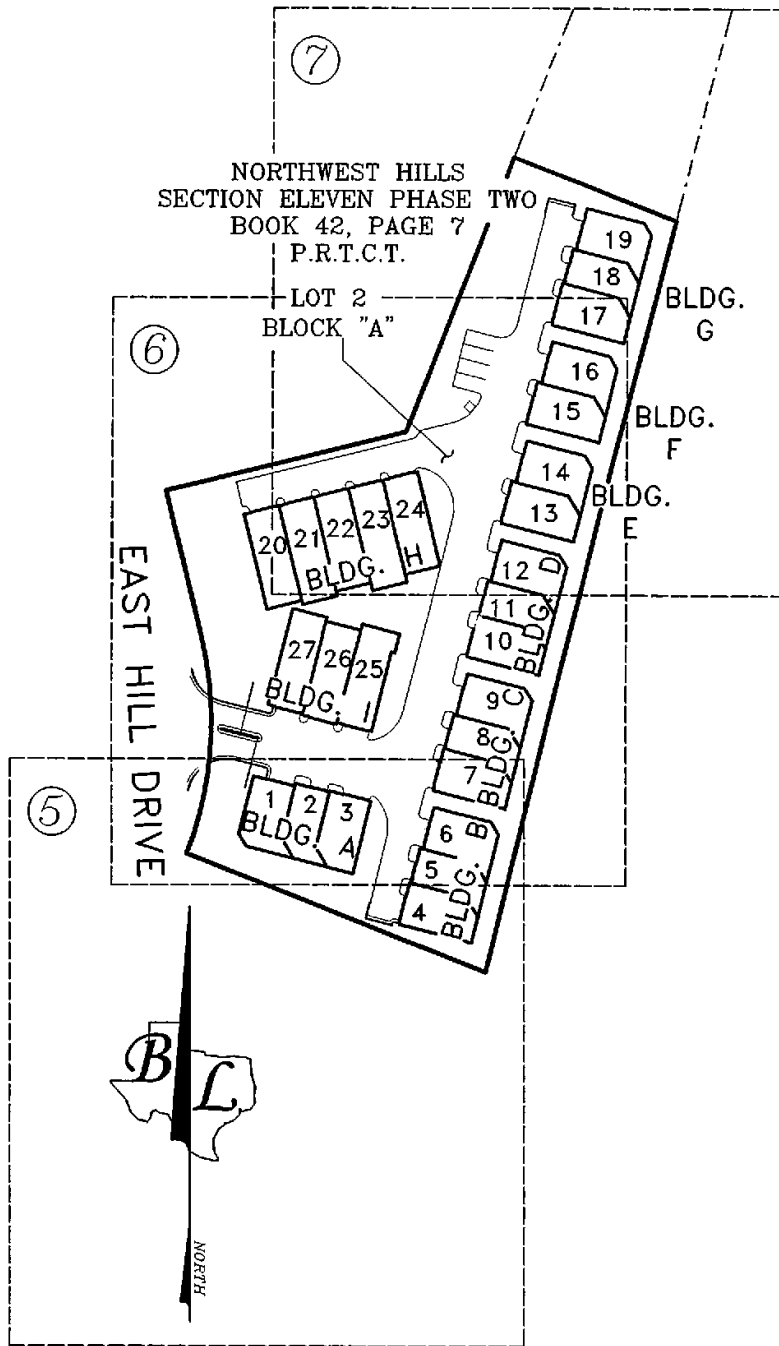 7
NORTHWEST HILLS
SECTION ELEVEN PHASE TWO
BOOK 42, PAGE 7
P.R.T.C.T.
LOT 2
BLOCK "A"
6
19
18
17
BLDG.
G
16
15
BLDG.
F
14
13
BLDG.
E
12
11
10
BLDG. D
9
8
7
BLDG. C
6
5
4
BLDG. B
20
21
22
23
24
BLDG. H
27
26
25
BLDG. I
1
2
3
BLDG. A
EAST HILL DRIVE
5
B L
NORTH